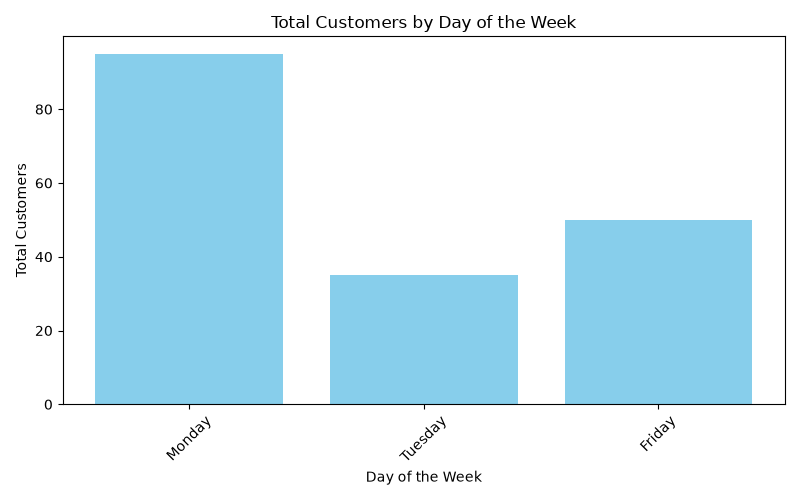 Total Customers by Day of the Week
Total Customers
80
60
40
20
0
Monday
Tuesday
Friday
Day of the Week